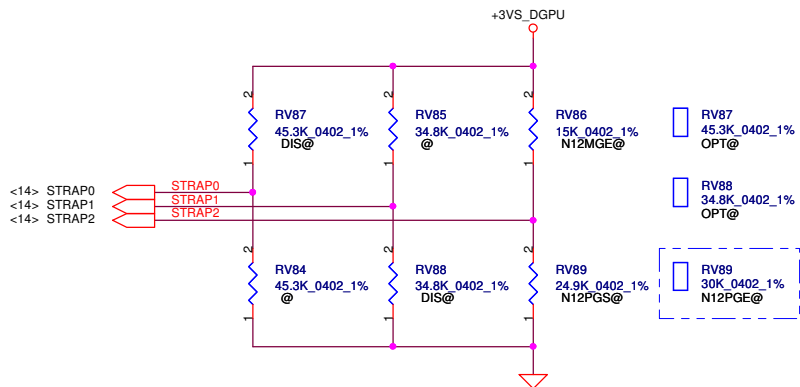 +3VS_DGPU
2
2
2
RV87
45.3K_0402_1%
DIS@
RV85
34.8K_0402_1%
@
RV86
15K_0402_1%
N12MGE@
RV87
45.3K_0402_1%
OPT@
1
1
1
<14> STRAP0
STRAP0
<14> STRAP1
STRAP1
<14> STRAP2
STRAP2
RV88
34.8K_0402_1%
OPT@
2
2
2
RV84
45.3K_0402_1%
@
RV88
34.8K_0402_1%
DIS@
RV89
24.9K_0402_1%
N12PGS@
RV89
30K_0402_1%
N12PGE@
1
1
1